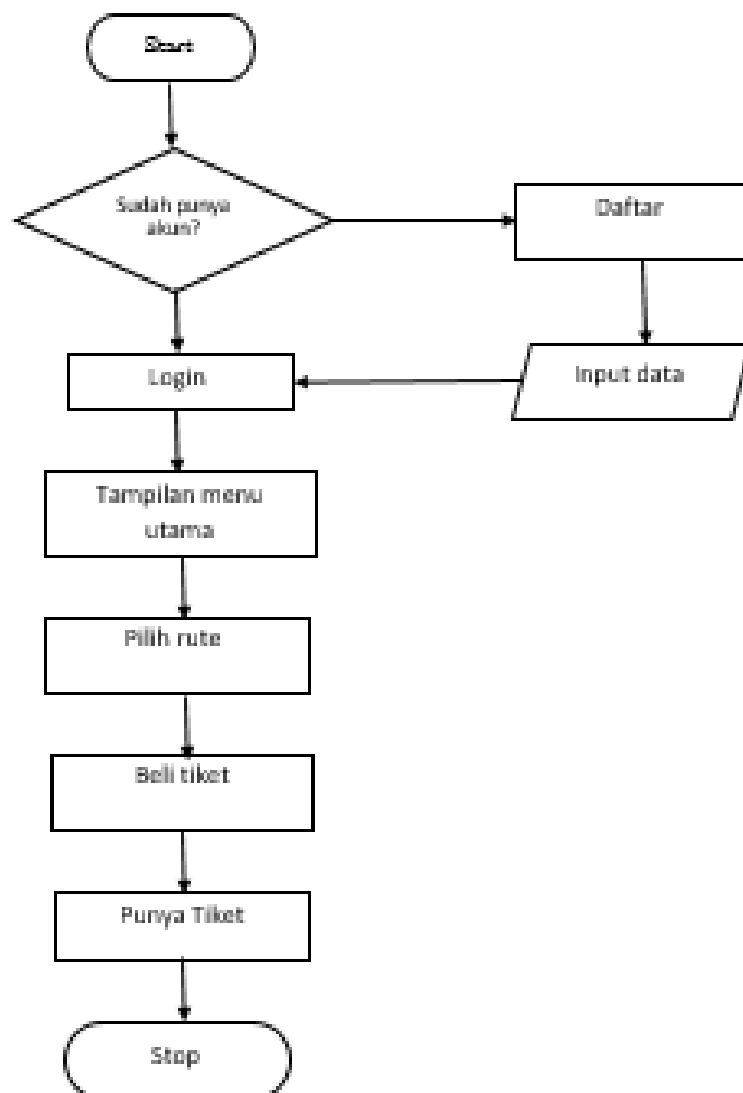 Start
Sudah punya
akun?
Daftar
Login
Input data
Tampilan menu
utama
Pilih rute
Beli tiket
Punya Tiket
Stop